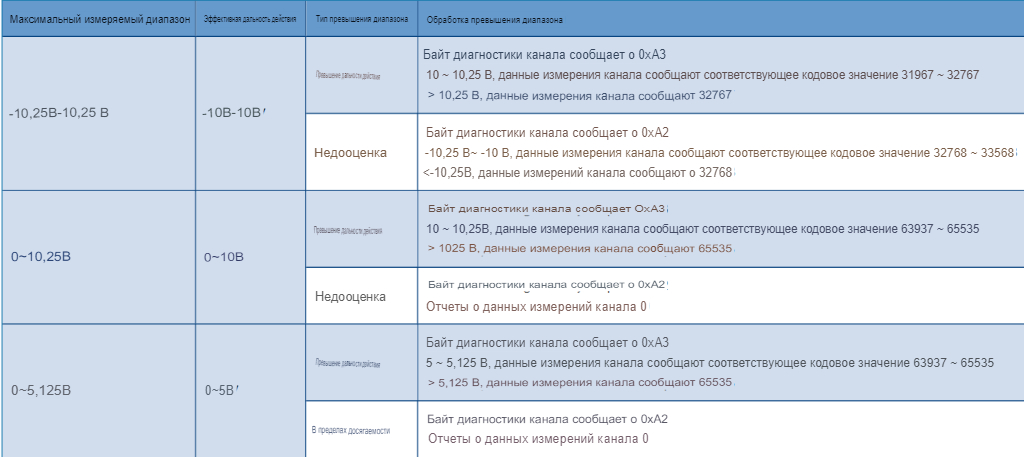 Максимальный измеряемый диапазон
Эффективная дальность действия
Тип превышения диапазона
Обработка превышения диапазона
-10,25В-10,25 В
-10В-10В′
Превышение дальности действия
Байт диагностики канала сообщает о 0xA3
10 ~ 10,25 В, данные измерения канала сообщают соответствующее кодовое значение 31967 ~ 32767
> 10,25 В, данные измерения канала сообщают 32767
Недооценка
Байт диагностики канала сообщает о 0xA2
-10,25 В~ -10 В, данные измерения канала сообщают соответствующее кодовое значение 32768 ~ 33568
<-10,25В, данные измерений канала сообщают о 32768
0~10,25В
0~10В
Превышение дальности действия
Байт диагностики канала сообщает OxA3
10 ~ 10,25В, данные измерения канала сообщают соответствующее кодовое значение 63937 ~ 65535
> 1025 В, данные измерения канала сообщают 65535
Недооценка
Байт диагностики канала сообщает о 0xA2
Отчеты о данных измерений канала 0
0~5,125В
0~5В′
Превышение дальности действия
Байт диагностики канала сообщает о 0xA3
5 ~ 5,125 В, данные измерения канала сообщают соответствующее кодовое значение 63937 ~ 65535
> 5,125 В, данные измерения канала сообщают 65535
В пределах досягаемости
Байт диагностики канала сообщает о 0xA2
Отчеты о данных измерений канала 0